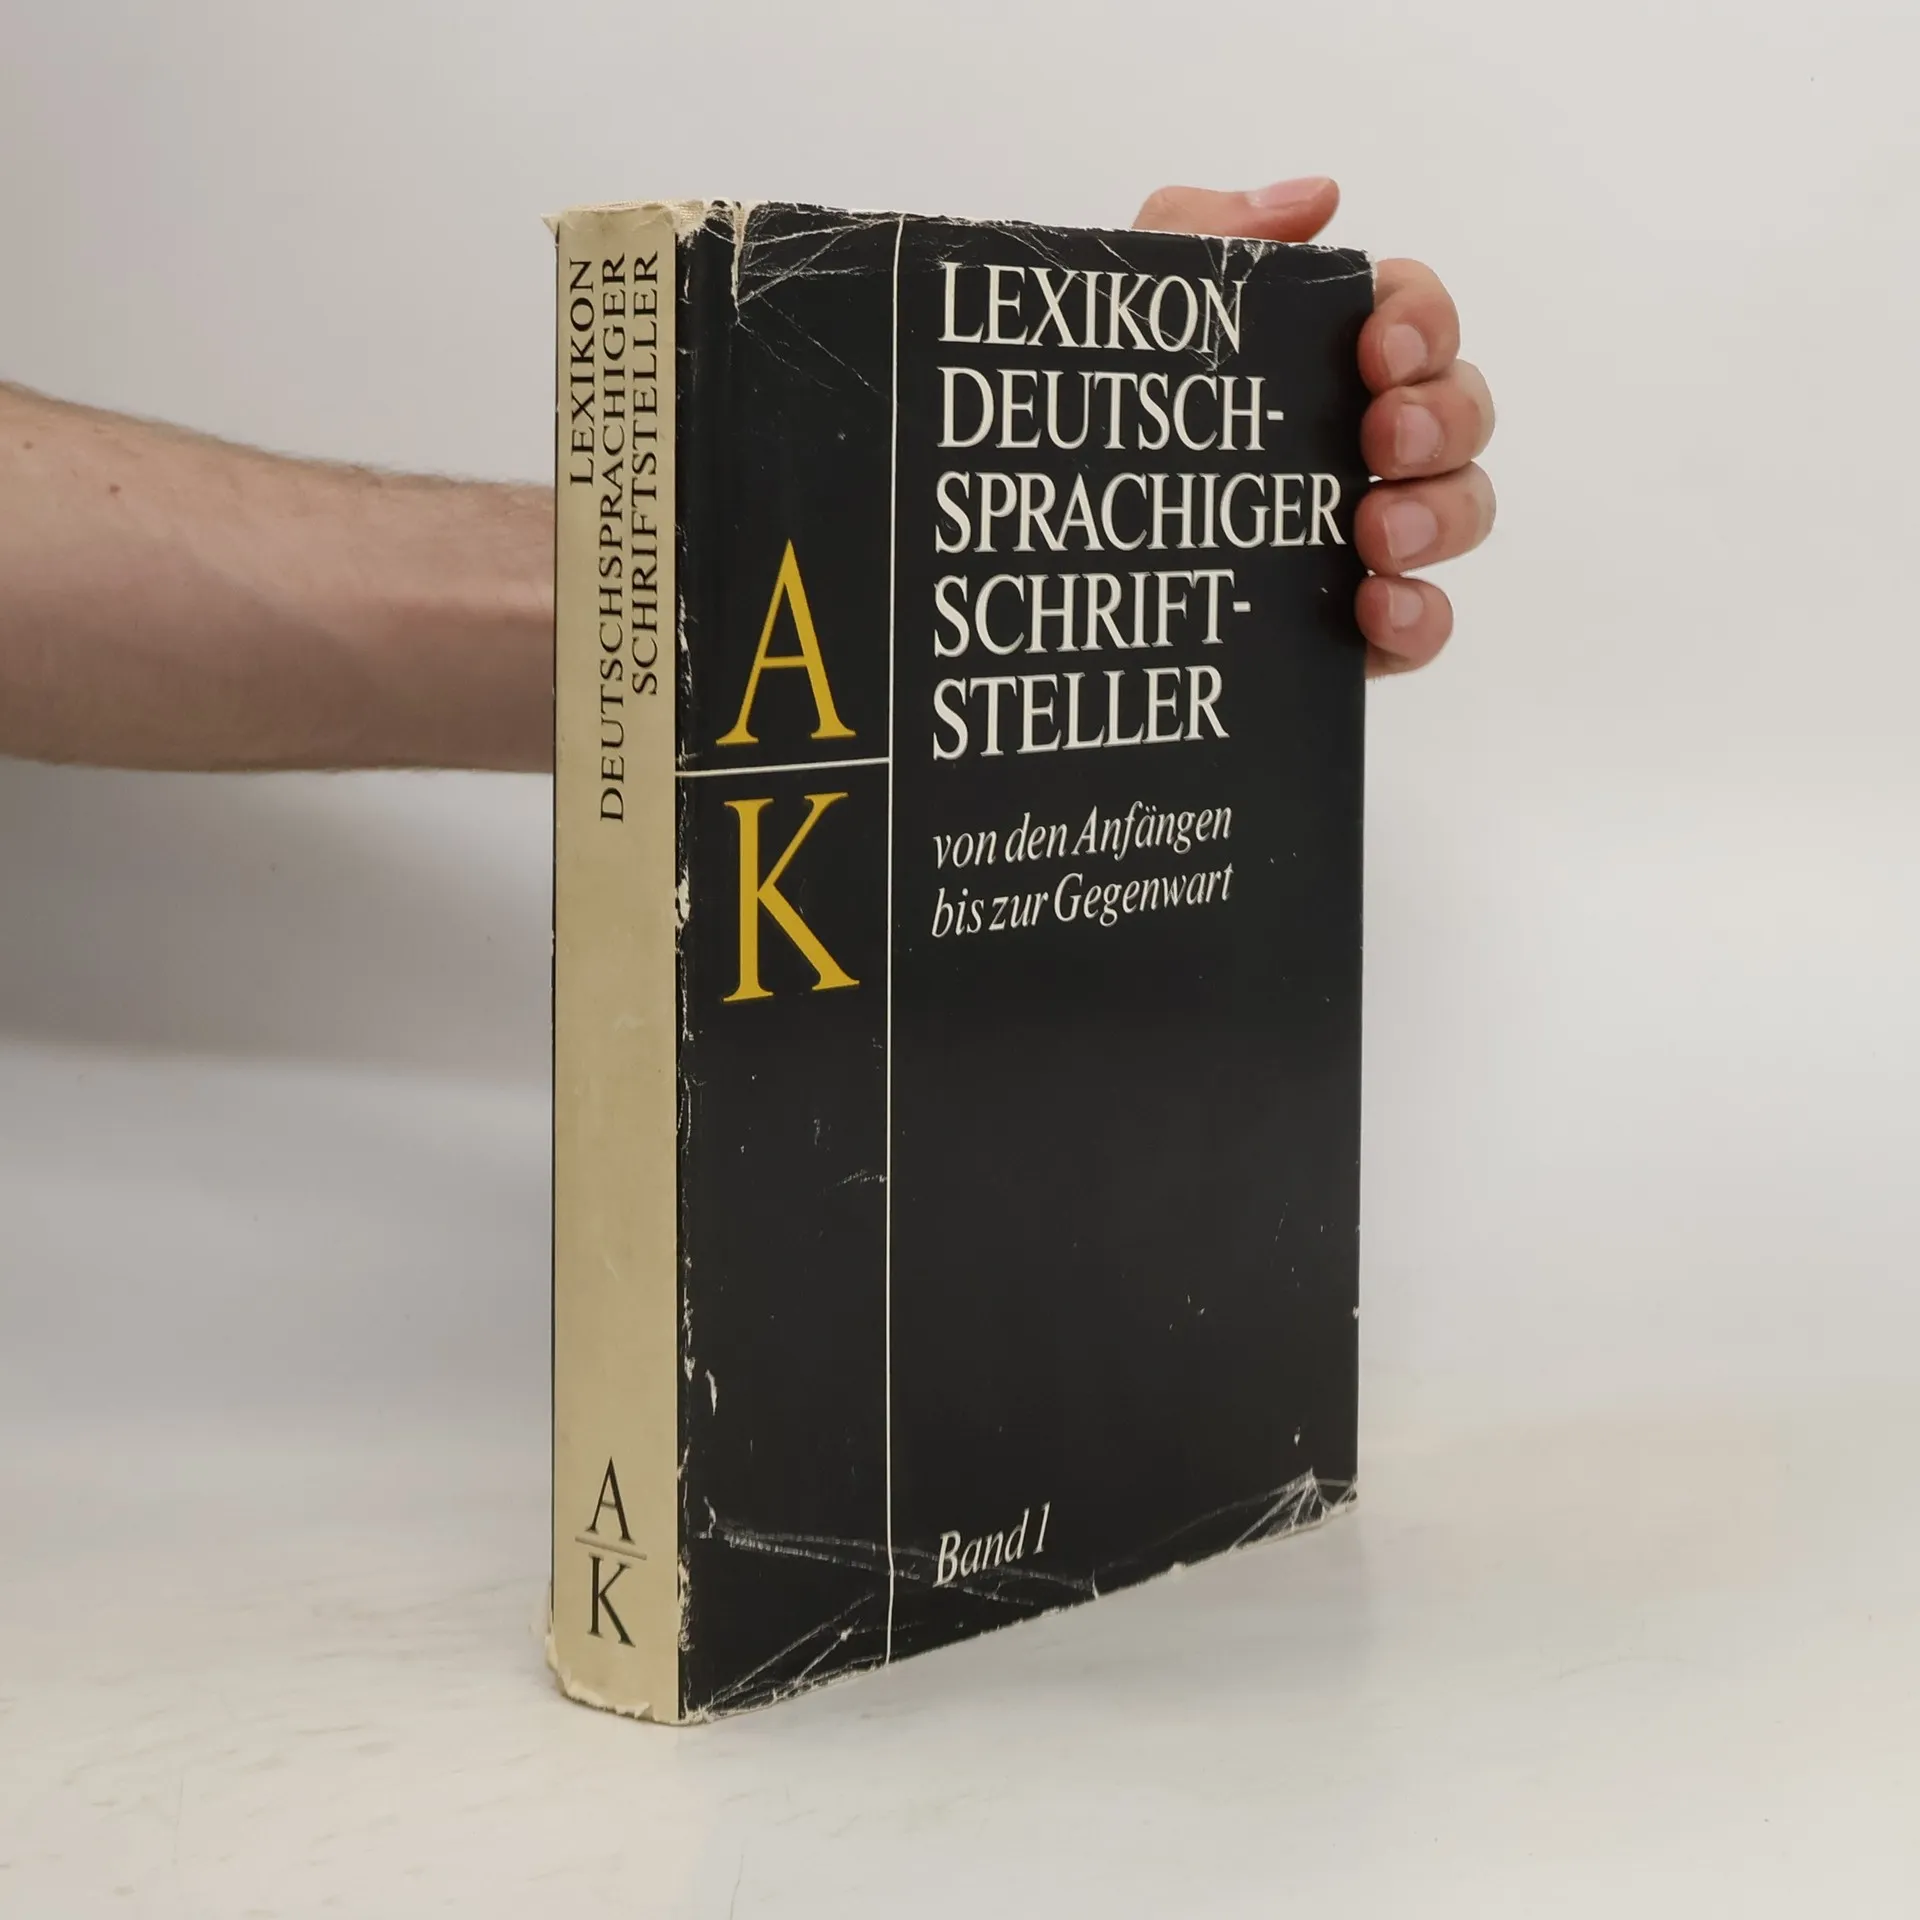 LEXIKON
DEUTSCHSPRACHIGER
SCHRIFTSTELLER
A
K
A
K
LEXIKON
DEUTSCH-
SPRACHIGER
SCHRIFT-
STELLER
von den Anfängen
bis zur Gegenwart
Band 1